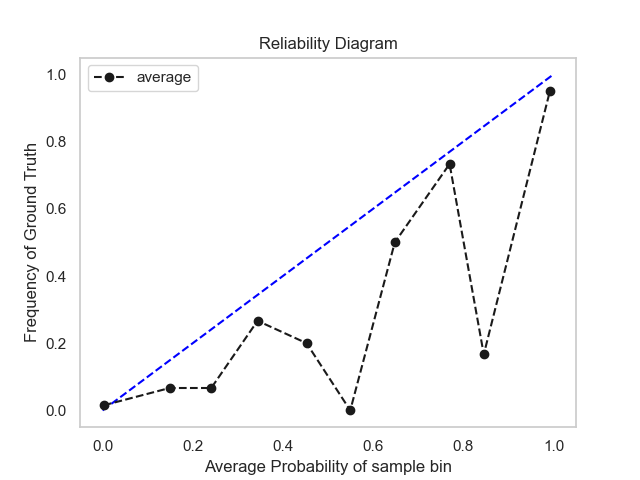 Reliability Diagram
average
1.0
0.8
0.6
0.4
0.2
0.0
Frequency of Ground Truth
0.0 0.2 0.4 0.6 0.8 1.0
Average Probability of sample bin